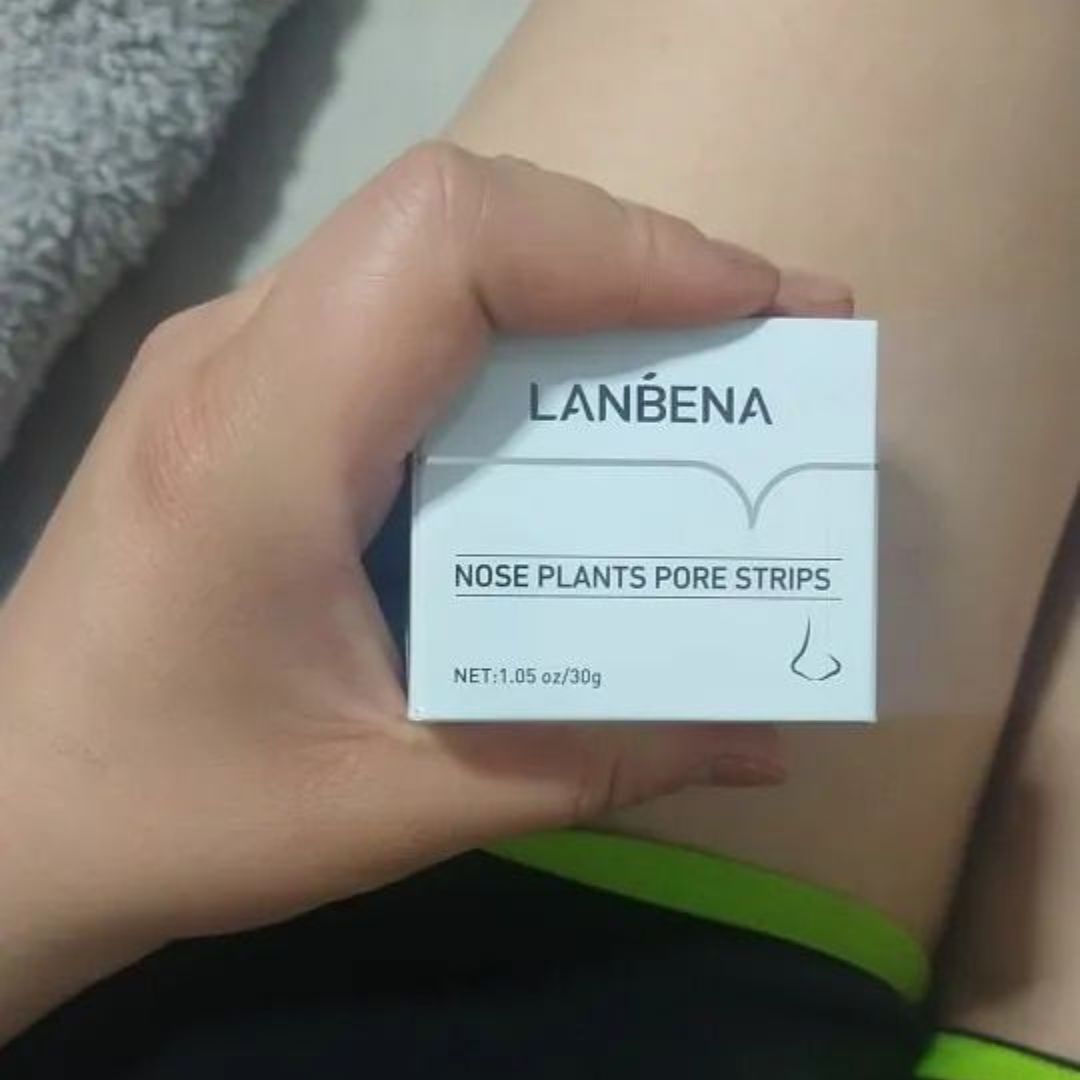 LANBENA
NOSE PLANTS PORE STRIPS
NET:1.05 oz/30g